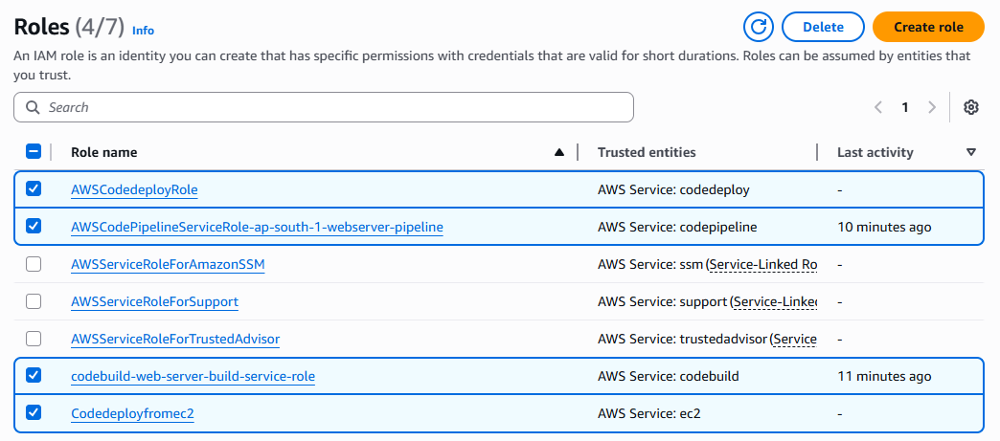 Roles (4/7) Info
Delete
Create role
An IAM role is an identity you can create that has specific permissions with credentials that are valid for short durations. Roles can be assumed by entities that
you trust.
Search
1
Role name Trusted entities Last activity
AWSCodedeployRole AWS Service: codedeploy -
AWSCodePipelineServiceRole-ap-south-1-webserver-pipeline AWS Service: codepipeline 10 minutes ago
AWSServiceRoleForAmazonSSM AWS Service: ssm (Service-Linked Ro -
AWSServiceRoleForSupport AWS Service: support (Service-Linked -
AWSServiceRoleForTrustedAdvisor AWS Service: trustedadvisor (Service -
codebuild-web-server-build-service-role AWS Service: codebuild 11 minutes ago
Codedeployfromec2 AWS Service: ec2 -